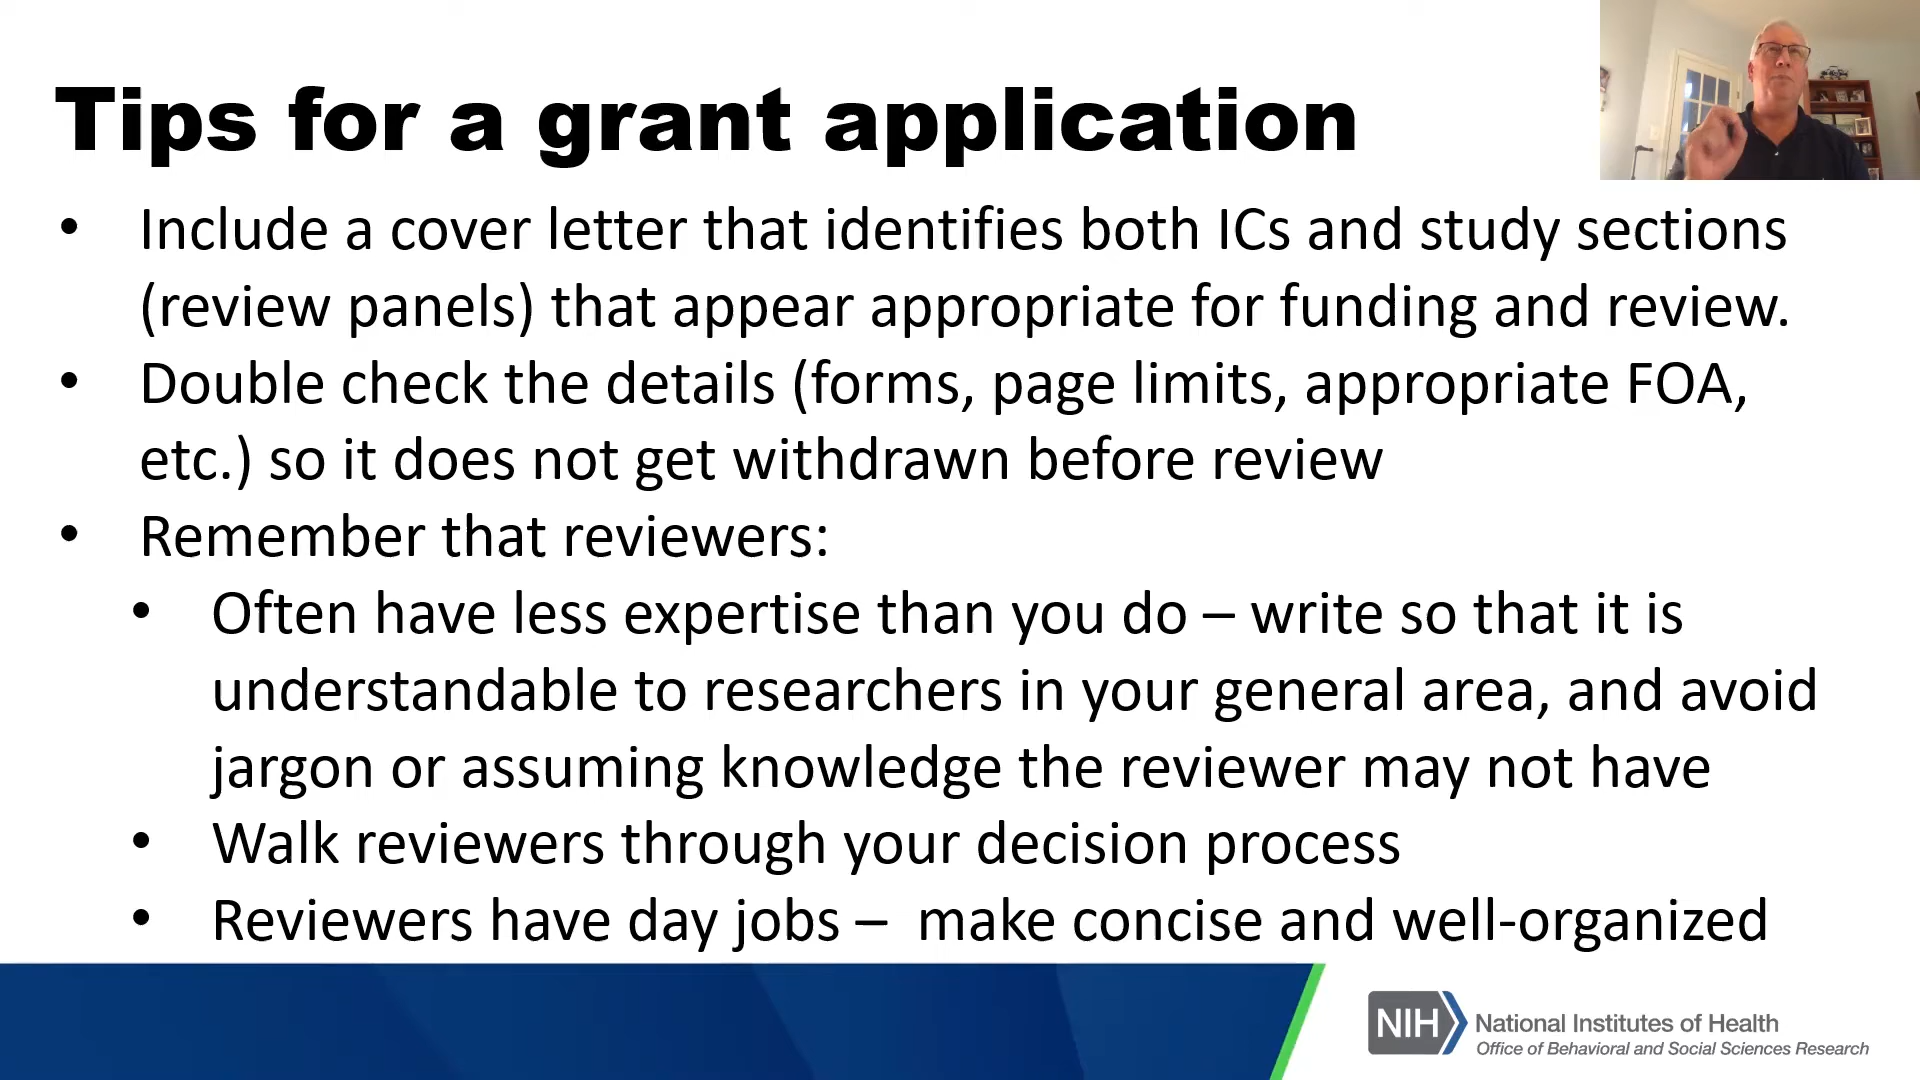 Tips for a grant application
• Include a cover letter that identifies both ICs and study sections
(review panels) that appear appropriate for funding and review.
• Double check the details (forms, page limits, appropriate FOA,
etc.) so it does not get withdrawn before review
• Remember that reviewers:
• Often have less expertise than you do – write so that it is
understandable to researchers in your general area, and avoid
jargon or assuming knowledge the reviewer may not have
• Walk reviewers through your decision process
• Reviewers have day jobs –  make concise and well-organized
NIH National Institutes of Health
Office of Behavioral and Social Sciences Research